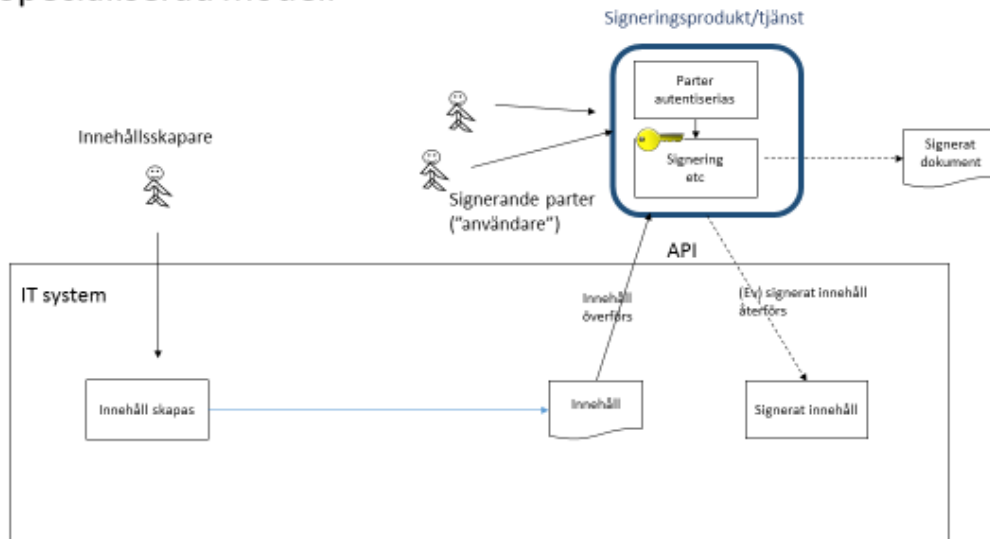 Signeringsprodukt/tjänst
Parter
autentiserias
Innehållsskapare
Signering
etc
Signerat
dokument
Signerande parter
("användare")
API
IT system
Innehåll
överförs
(Ev) signerat innehåll
återförs
Innehåll skapas
Innehåll
Signerat innehåll